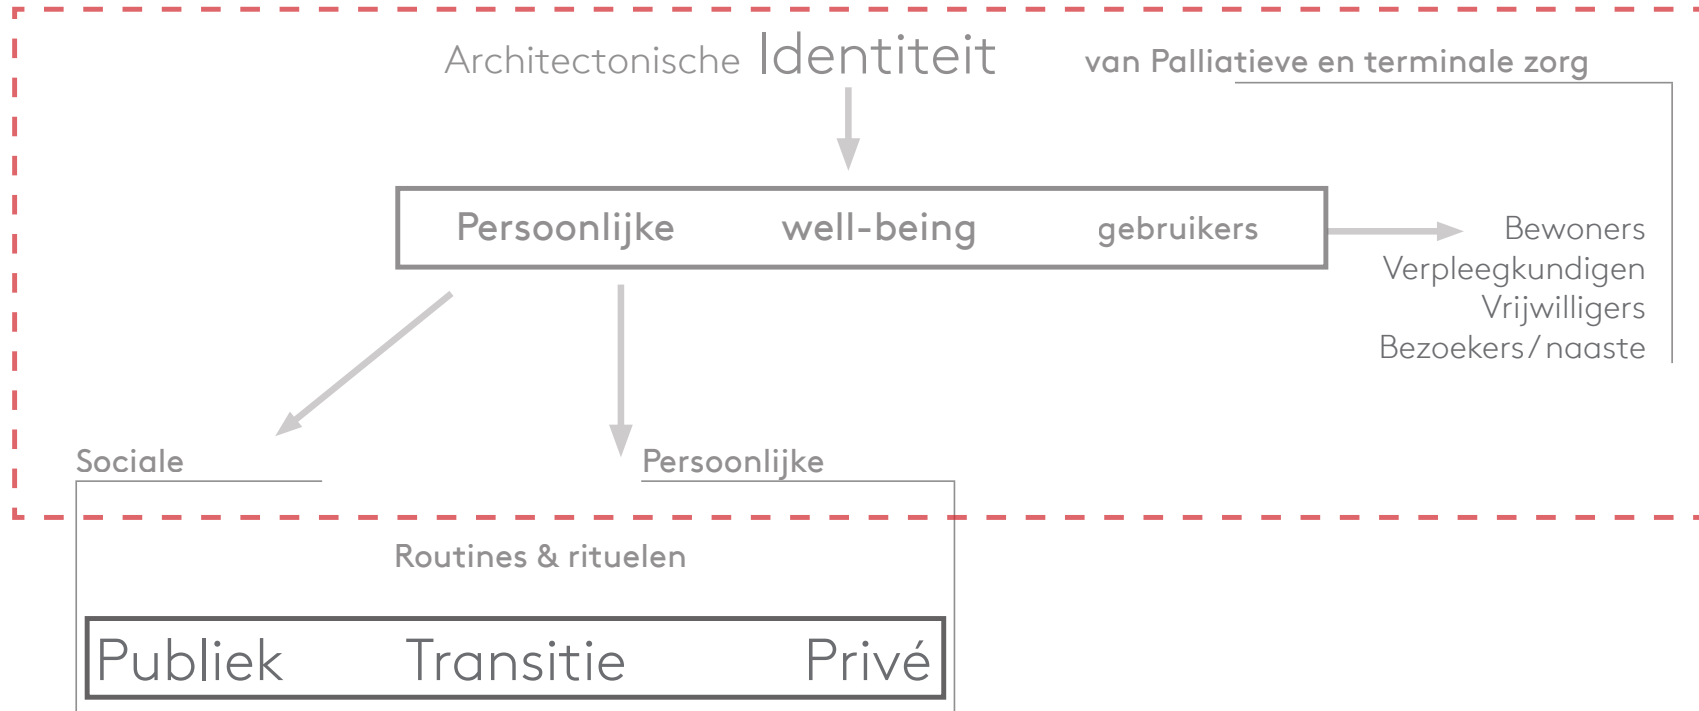 Architectonische Identiteit van Palliatieve en terminale zorg
Persoonlijke well-being gebruikers
Bewoners
Verpleegkundigen
Vrijwilligers
Bezoekers/naaste
Sociale
Persoonlijke
Routines & rituelen
Publiek Transitie Privé